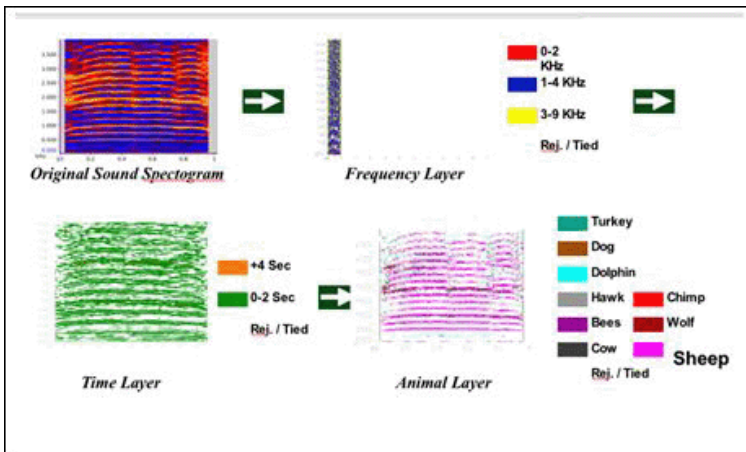 0-2
KHz
1-4 KHz
3-9 KHz
Rej. / Tied
Original Sound Spectogram
Frequency Layer
+4 Sec
0-2 Sec
Rej. / Tied
Time Layer
Animal Layer
Turkey
Dog
Dolphin
Hawk
Chimp
Bees
Wolf
Cow
Sheep
Rej. / Tied